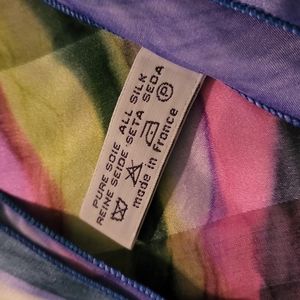 PURE SOIE ALL SILK
REINE SEIDE-SETA SEDA
P
made in France